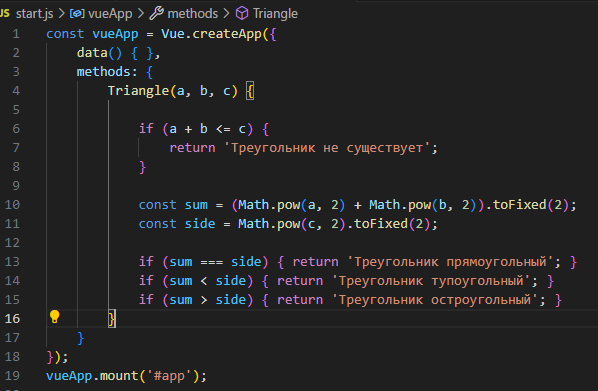 JS start.js > vueApp > methods > Triangle
1 const vueApp = Vue.createApp({
2     data() { },
3     methods: {
4         Triangle(a, b, c) {
5
6             if (a + b <= c) {
7                 return 'Треугольник не существует';
8             }
9
10             const sum = (Math.pow(a, 2) + Math.pow(b, 2)).toFixed(2);
11             const side = Math.pow(c, 2).toFixed(2);
12
13             if (sum === side) { return 'Треугольник прямоугольный'; }
14             if (sum < side) { return 'Треугольник тупоугольный'; }
15             if (sum > side) { return 'Треугольник остроугольный'; }
16         }
17     }
18 });
19 vueApp.mount('#app');